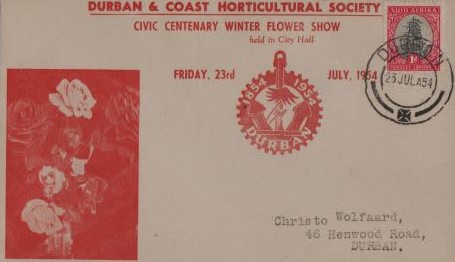 DURBAN & COAST HORTICULTURAL SOCIETY
CIVIC CENTENARY WINTER FLOWER SHOW
held in City Hall
FRIDAY, 23rd JULY, 1954
1854 1954
DURBAN
SUID-AFRIKA
1D
DURBAN
23 JUL 54
Christo Wolfaard,
46 Henwood Road,
DURBAN.